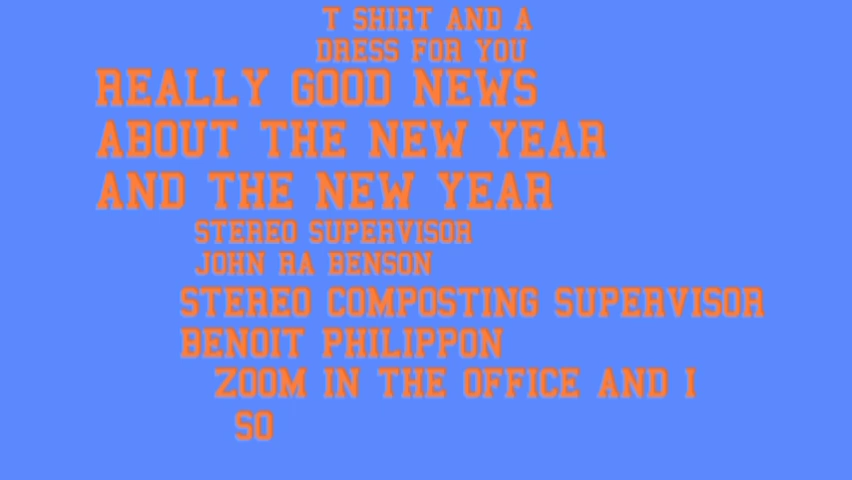 T SHIRT AND A
DRESS FOR YOU
REALLY GOOD NEWS
ABOUT THE NEW YEAR
AND THE NEW YEAR
STEREO SUPERVISOR
JOHN RA BENSON
STEREO COMPOSTING SUPERVISOR
BENOIT PHILIPPON
ZOOM IN THE OFFICE AND I
SO